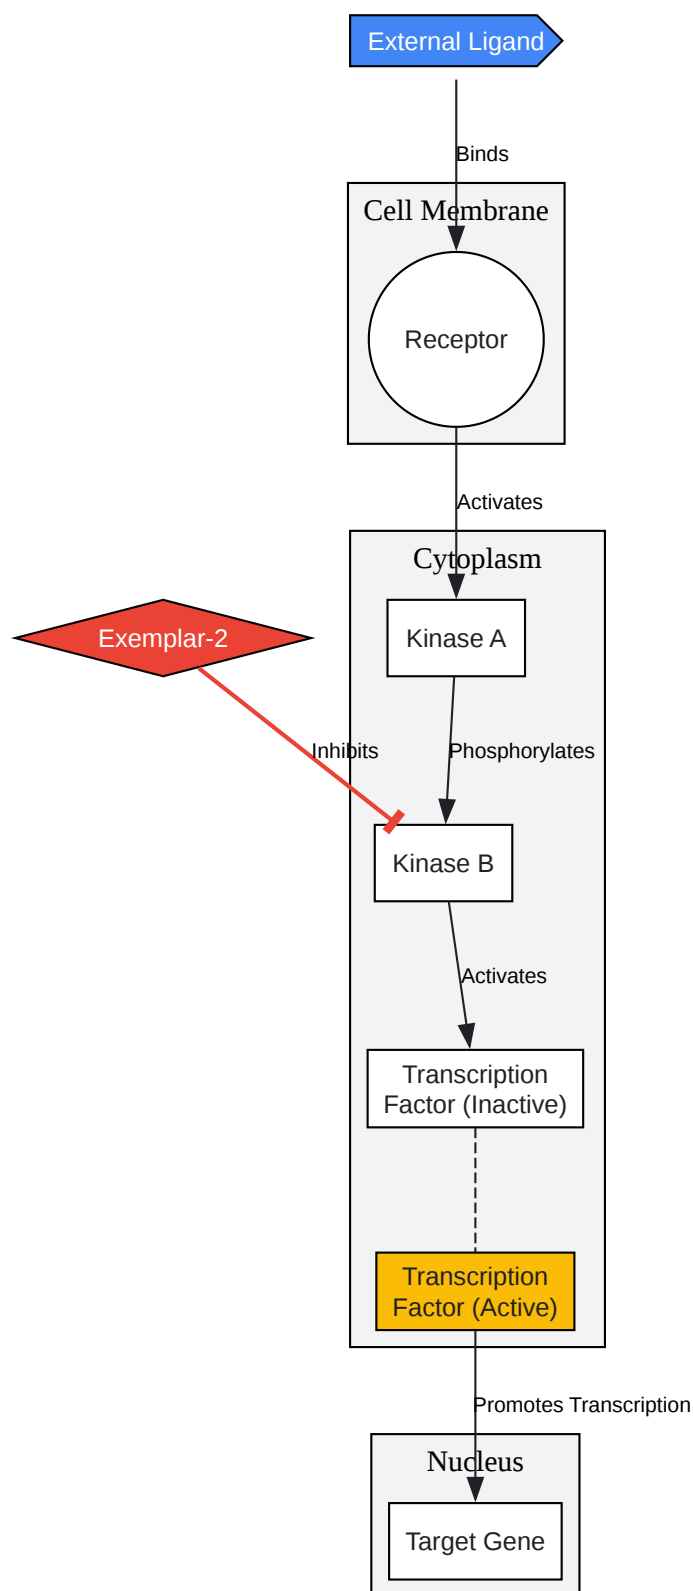 External Ligand
Binds
Cell Membrane
Receptor
Activates
Cytoplasm
Exemplar-2
Kinase A
Inhibits
Phosphorylates
Kinase B
Activates
Transcription
Factor (Inactive)
Transcription
Factor (Active)
Promotes Transcription
Nucleus
Target Gene